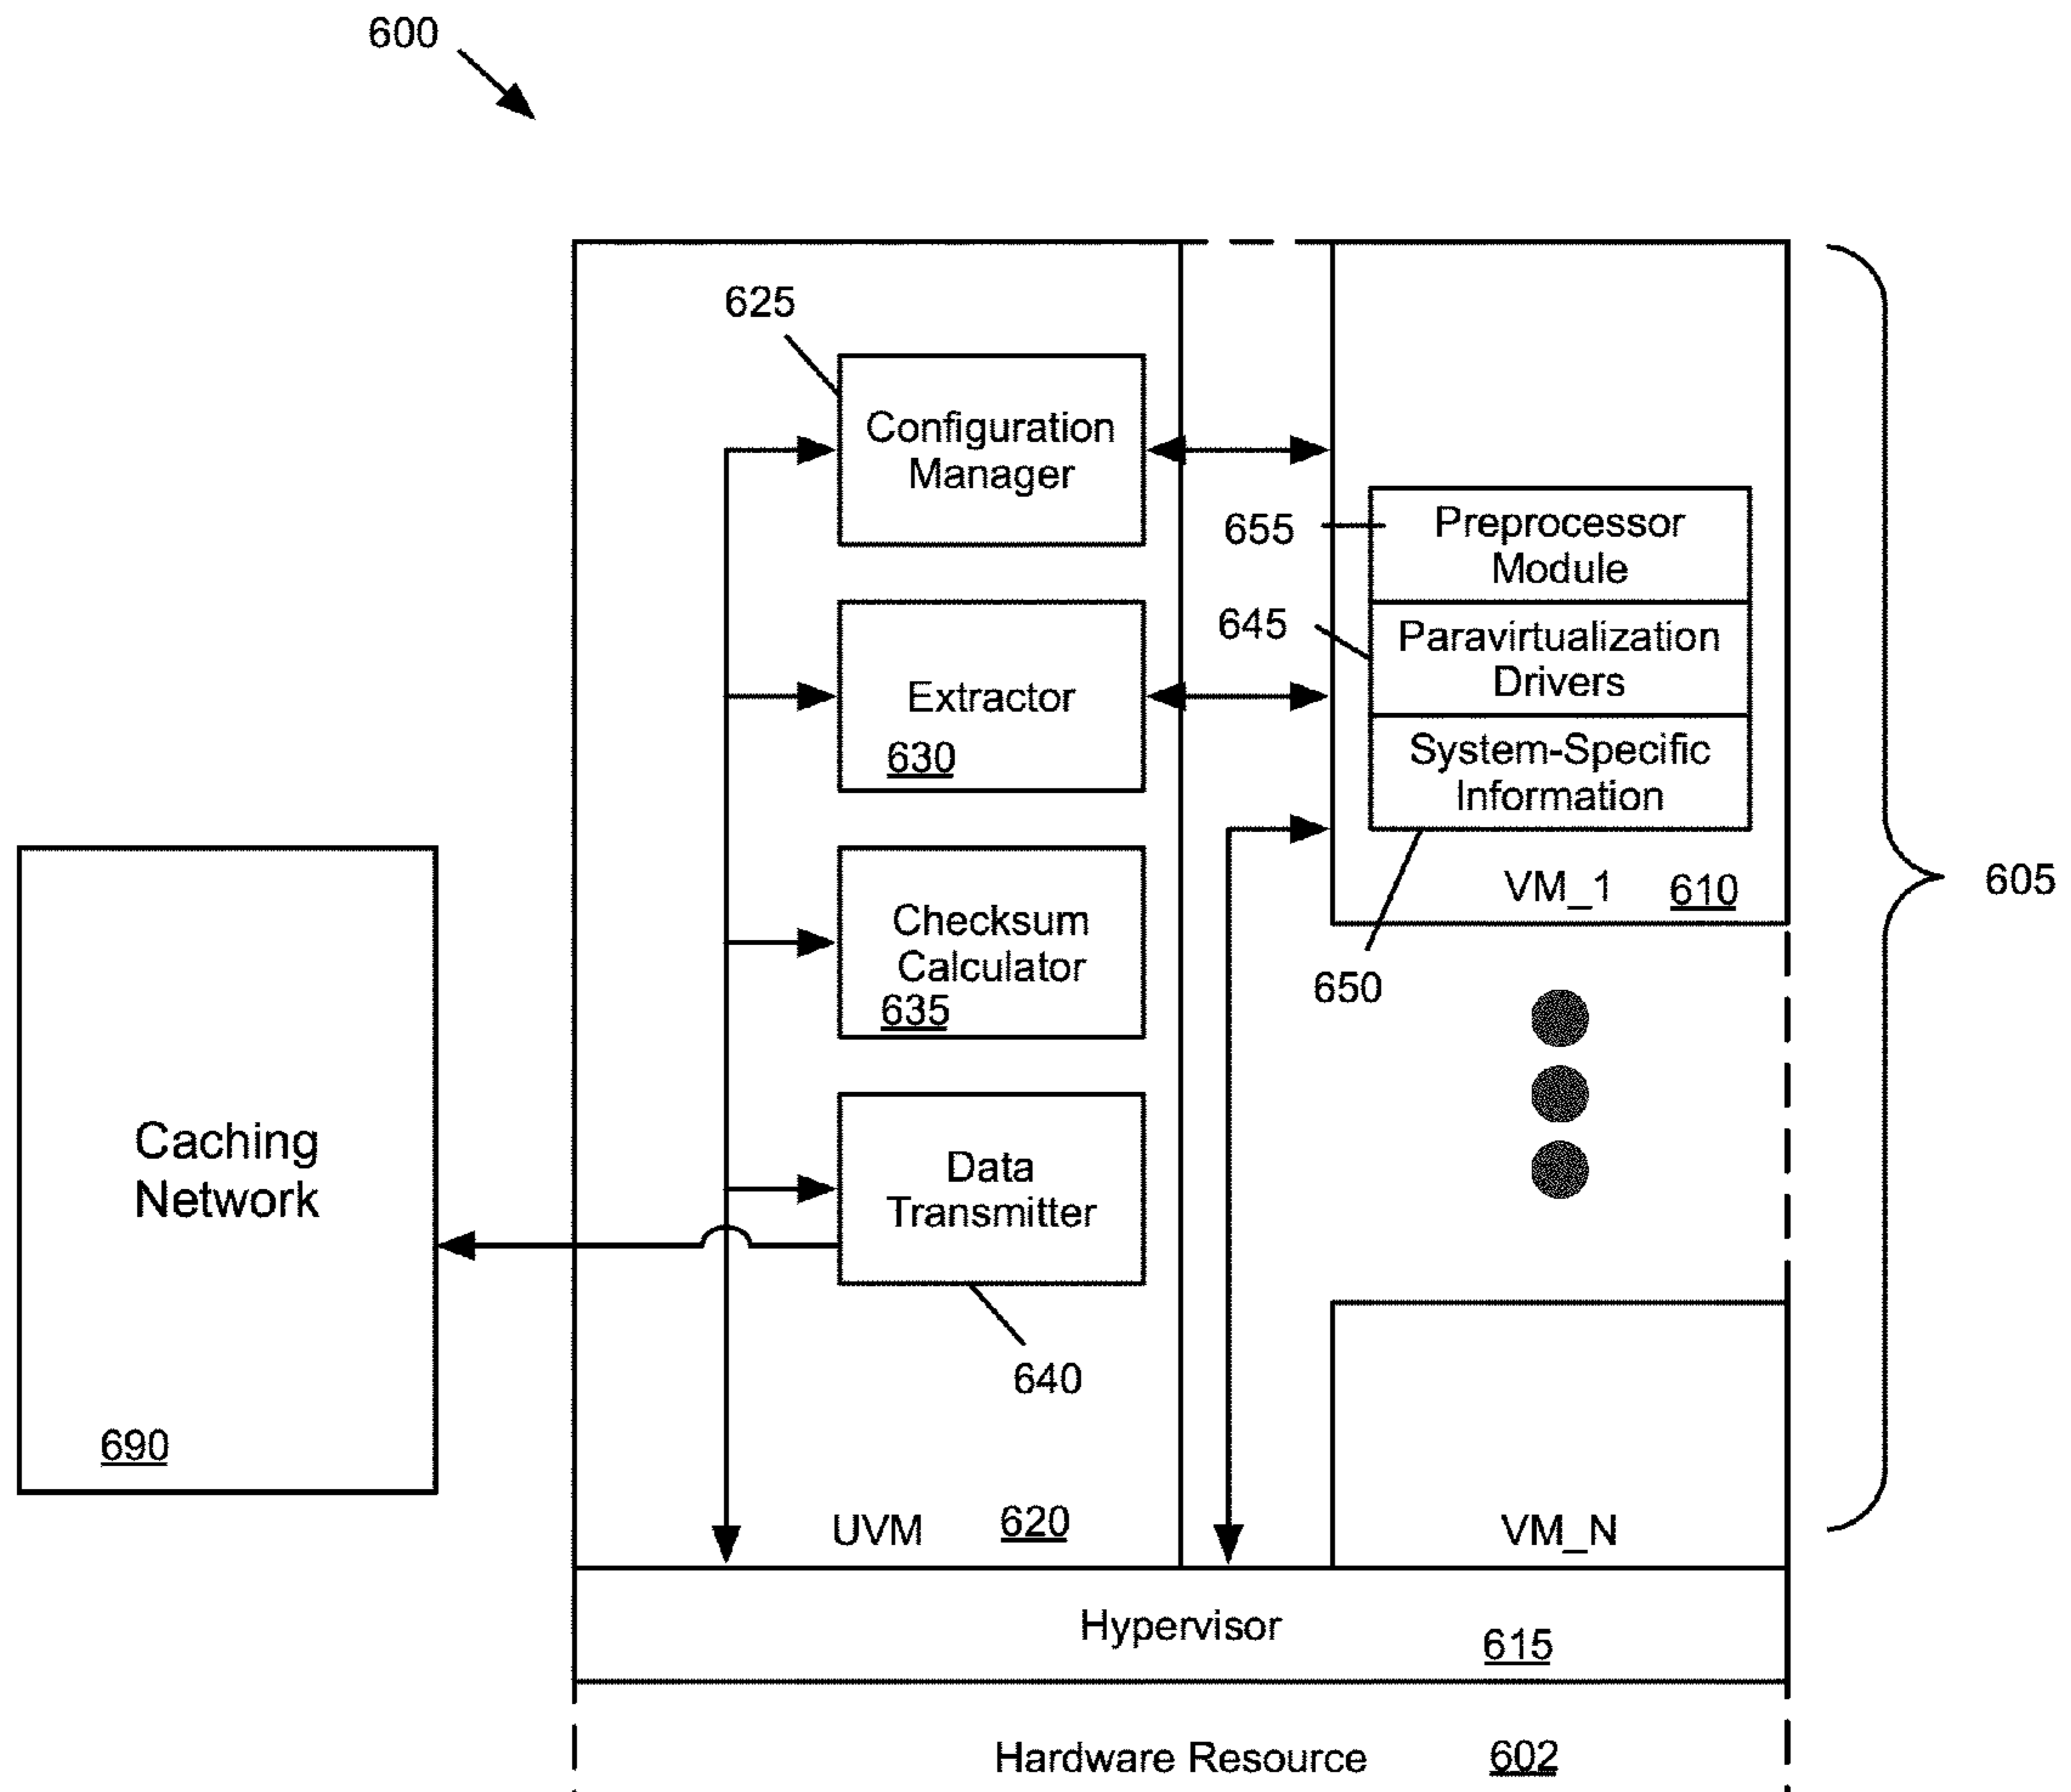 600
625
Configuration
Manager
655
Preprocessor
Module
645
Paravirtualization
Drivers
Extractor
630
System-Specific
Information
VM_1
610
605
650
Checksum
Calculator
635
Caching
Network
690
Data
Transmitter
640
UVM
620
VM_N
Hypervisor
615
Hardware Resource
602